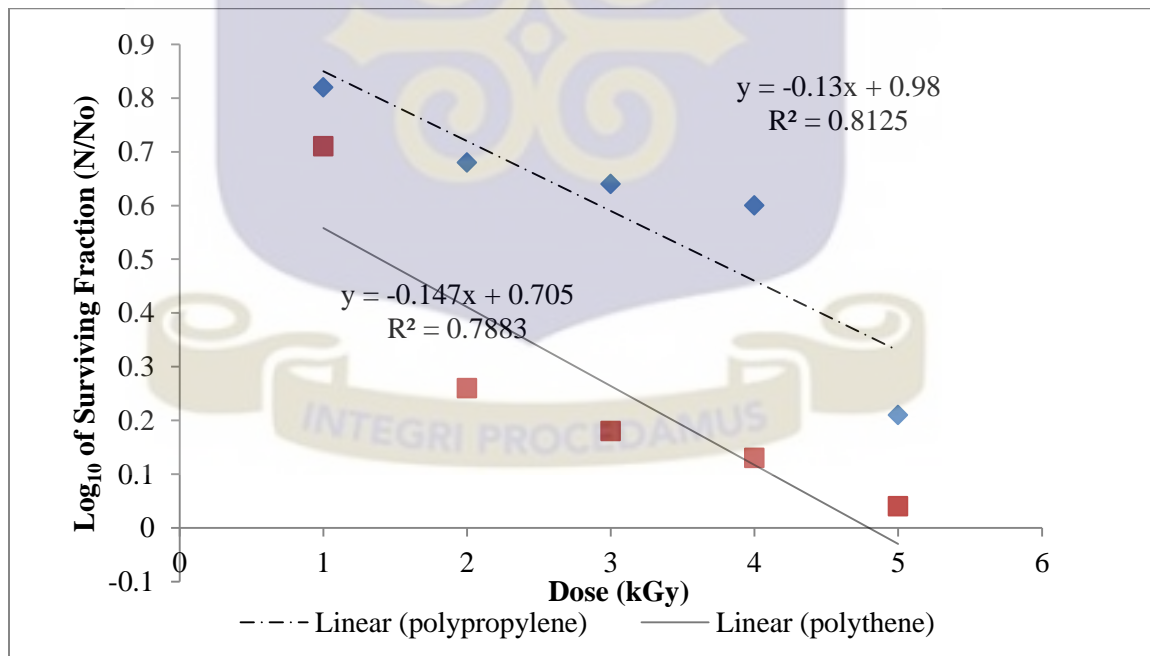 0.9
0.8
0.7
0.6
0.5
0.4
0.3
0.2
0.1
0
-0.1
Log₁₀ of Surviving Fraction (N/No)
y = -0.13x + 0.98
R² = 0.8125
y = -0.147x + 0.705
R² = 0.7883
INTEGRI PROCEDAMUS
0 1 2 3 4 5 6
Dose (kGy)
Linear (polypropylene) Linear (polythene)